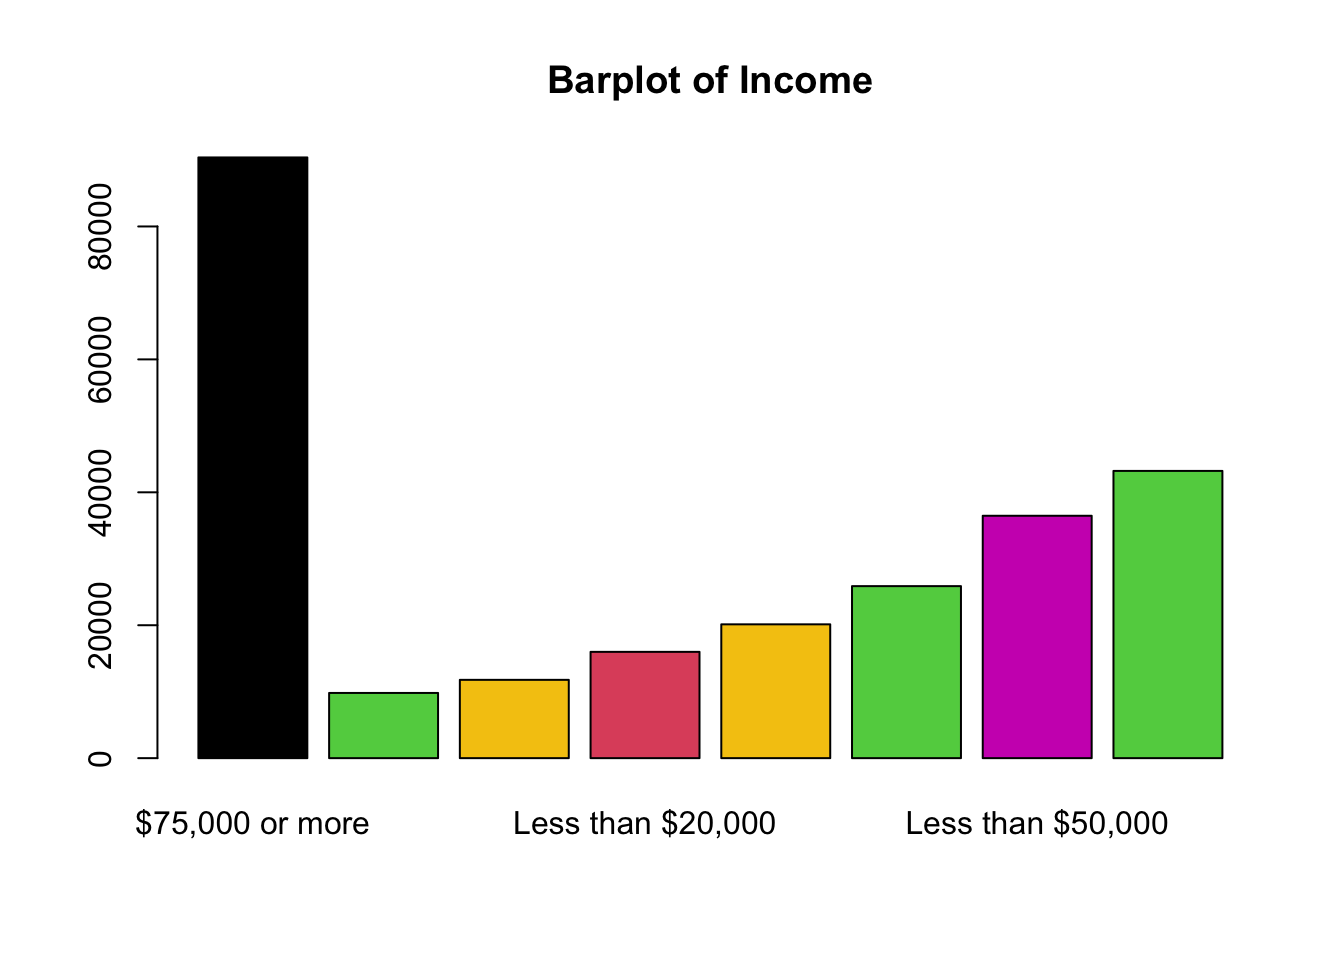 Barplot of Income
80000
60000
40000
20000
0
$75,000 or more
Less than $20,000
Less than $50,000